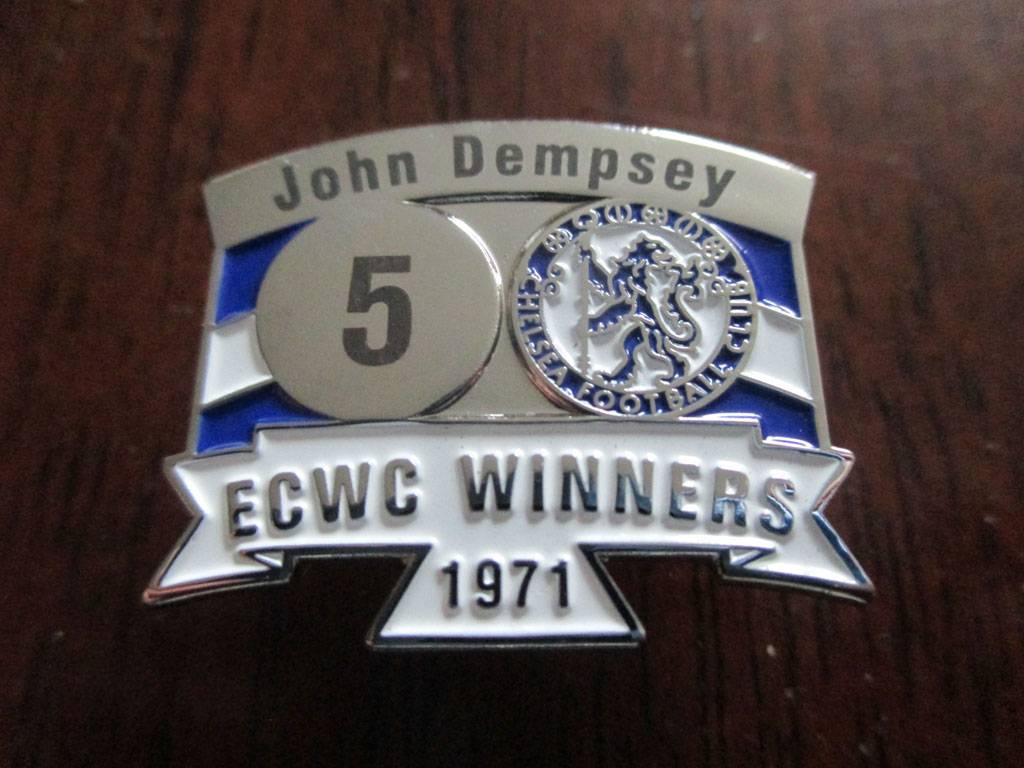 John Dempsey
5
CHELSEA FOOTBALL CLUB
ECWC WINNERS
1971